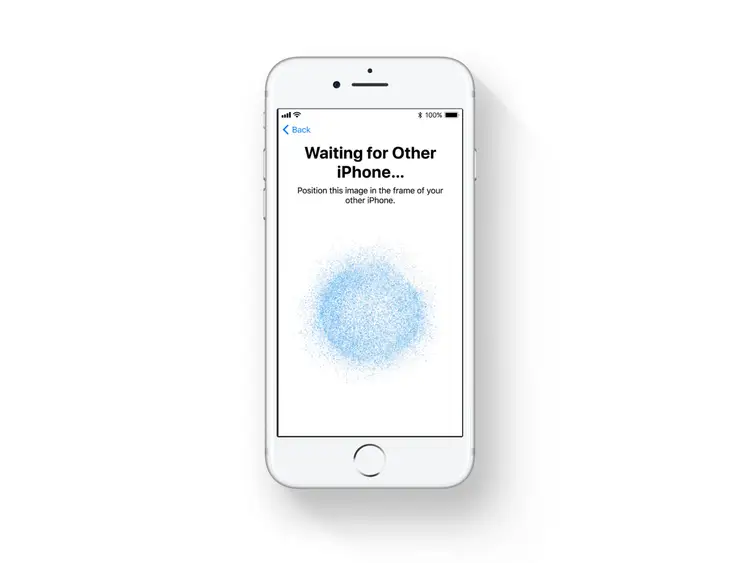 100%
Back
Waiting for Other
iPhone...
Position this image in the frame of your
other iPhone.